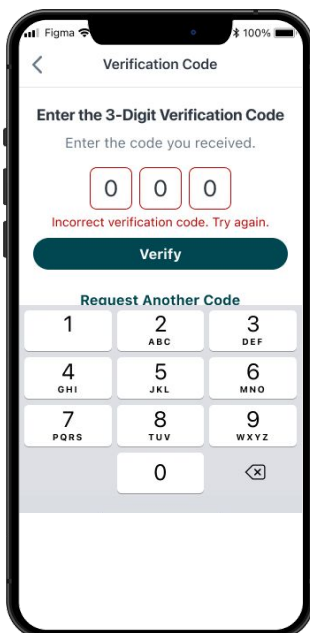 Figma 100%
Verification Code
Enter the 3-Digit Verification Code
Enter the code you received.
0 0 0
Incorrect verification code. Try again.
Verify
Request Another Code
1 2 3
ABC DEF
4 5 6
GHI JKL MNO
7 8 9
PQRS TUV WXYZ
0